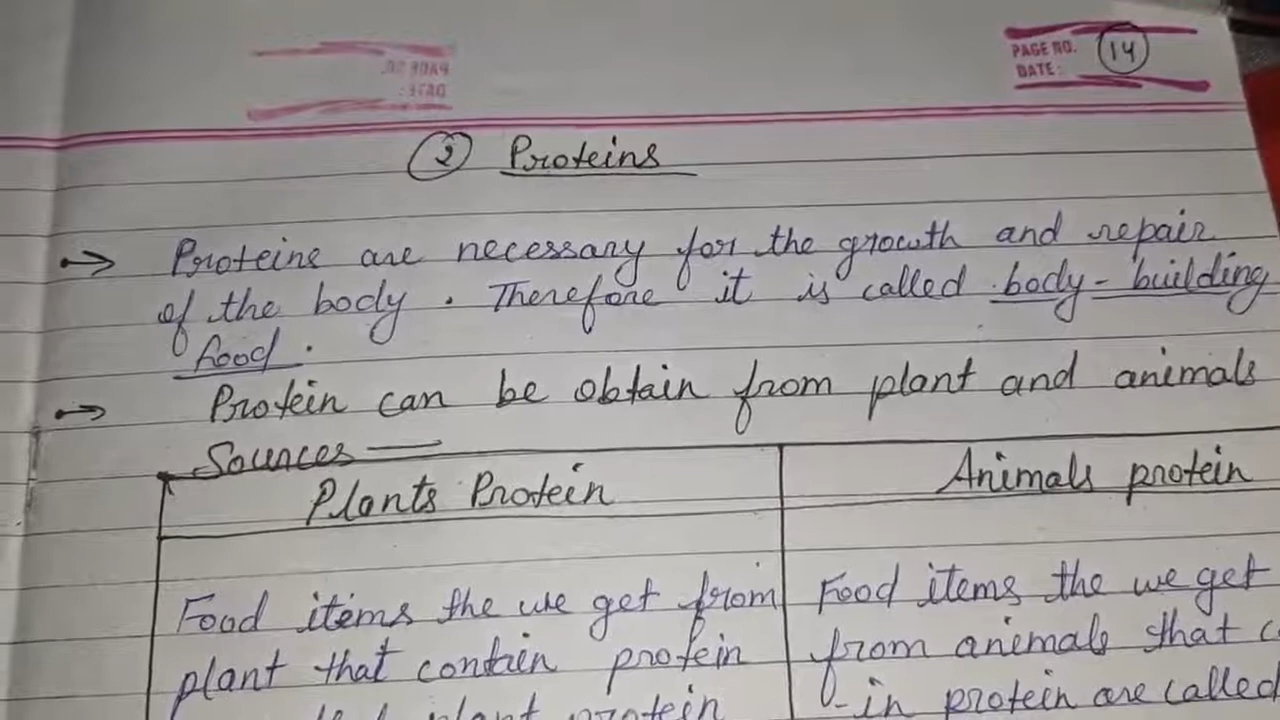 PAGE NO. 14
DATE:
2 Proteins
→ Proteins are necessary for the growth and repair
of the body. Therefore it is called body-building
food.
→ Protein can be obtain from plant and animals
Sources —
Plants Protein
Food items the we get from
plant that contain protein
plant protein
Animals protein
Food items the we get
from animals that
in protein are called